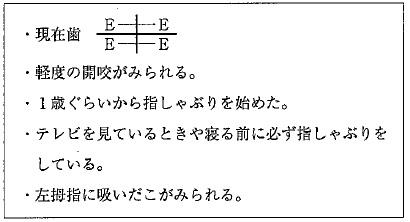 ・現在歯 E┼E
E┼E
・軽度の開咬がみられる。
・１歳ぐらいから指しゃぶりを始めた。
・テレビを見ているときや寝る前に必ず指しゃぶりを
している。
・左拇指に吸いだこがみられる。